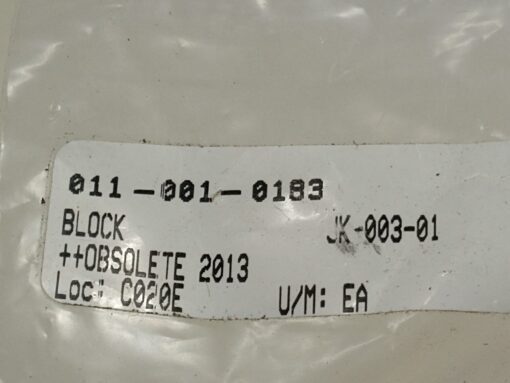 011-001-0183
BLOCK JK-003-01
++OBSOLETE 2013
Loc: C020E U/M: EA